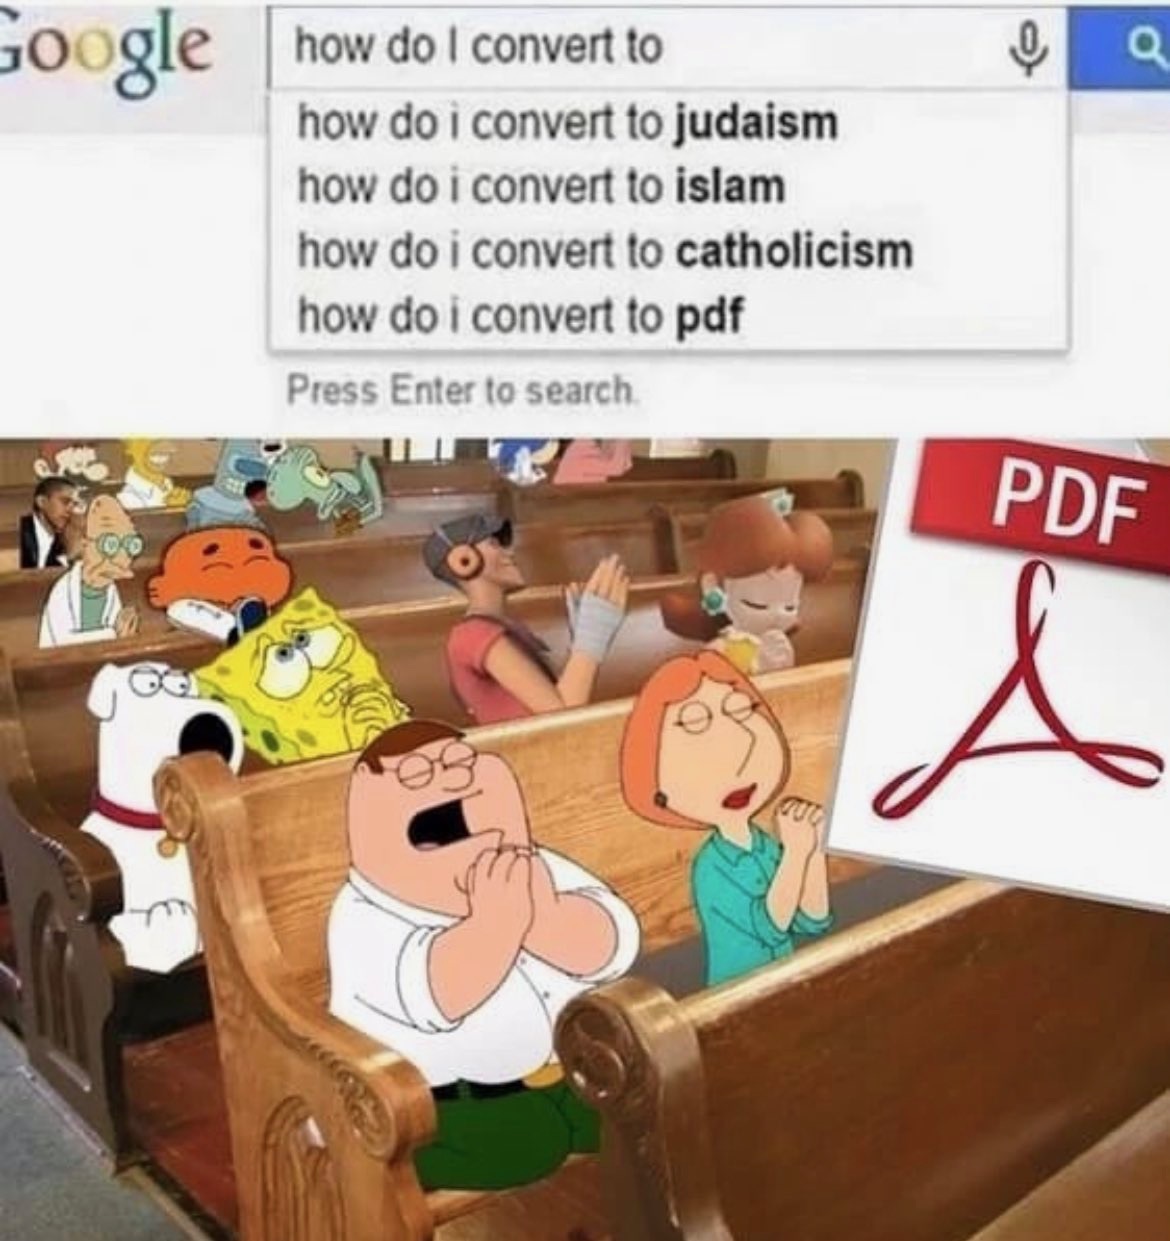 Google
how do I convert to
how do i convert to judaism
how do i convert to islam
how do i convert to catholicism
how do i convert to pdf
Press Enter to search.
PDF